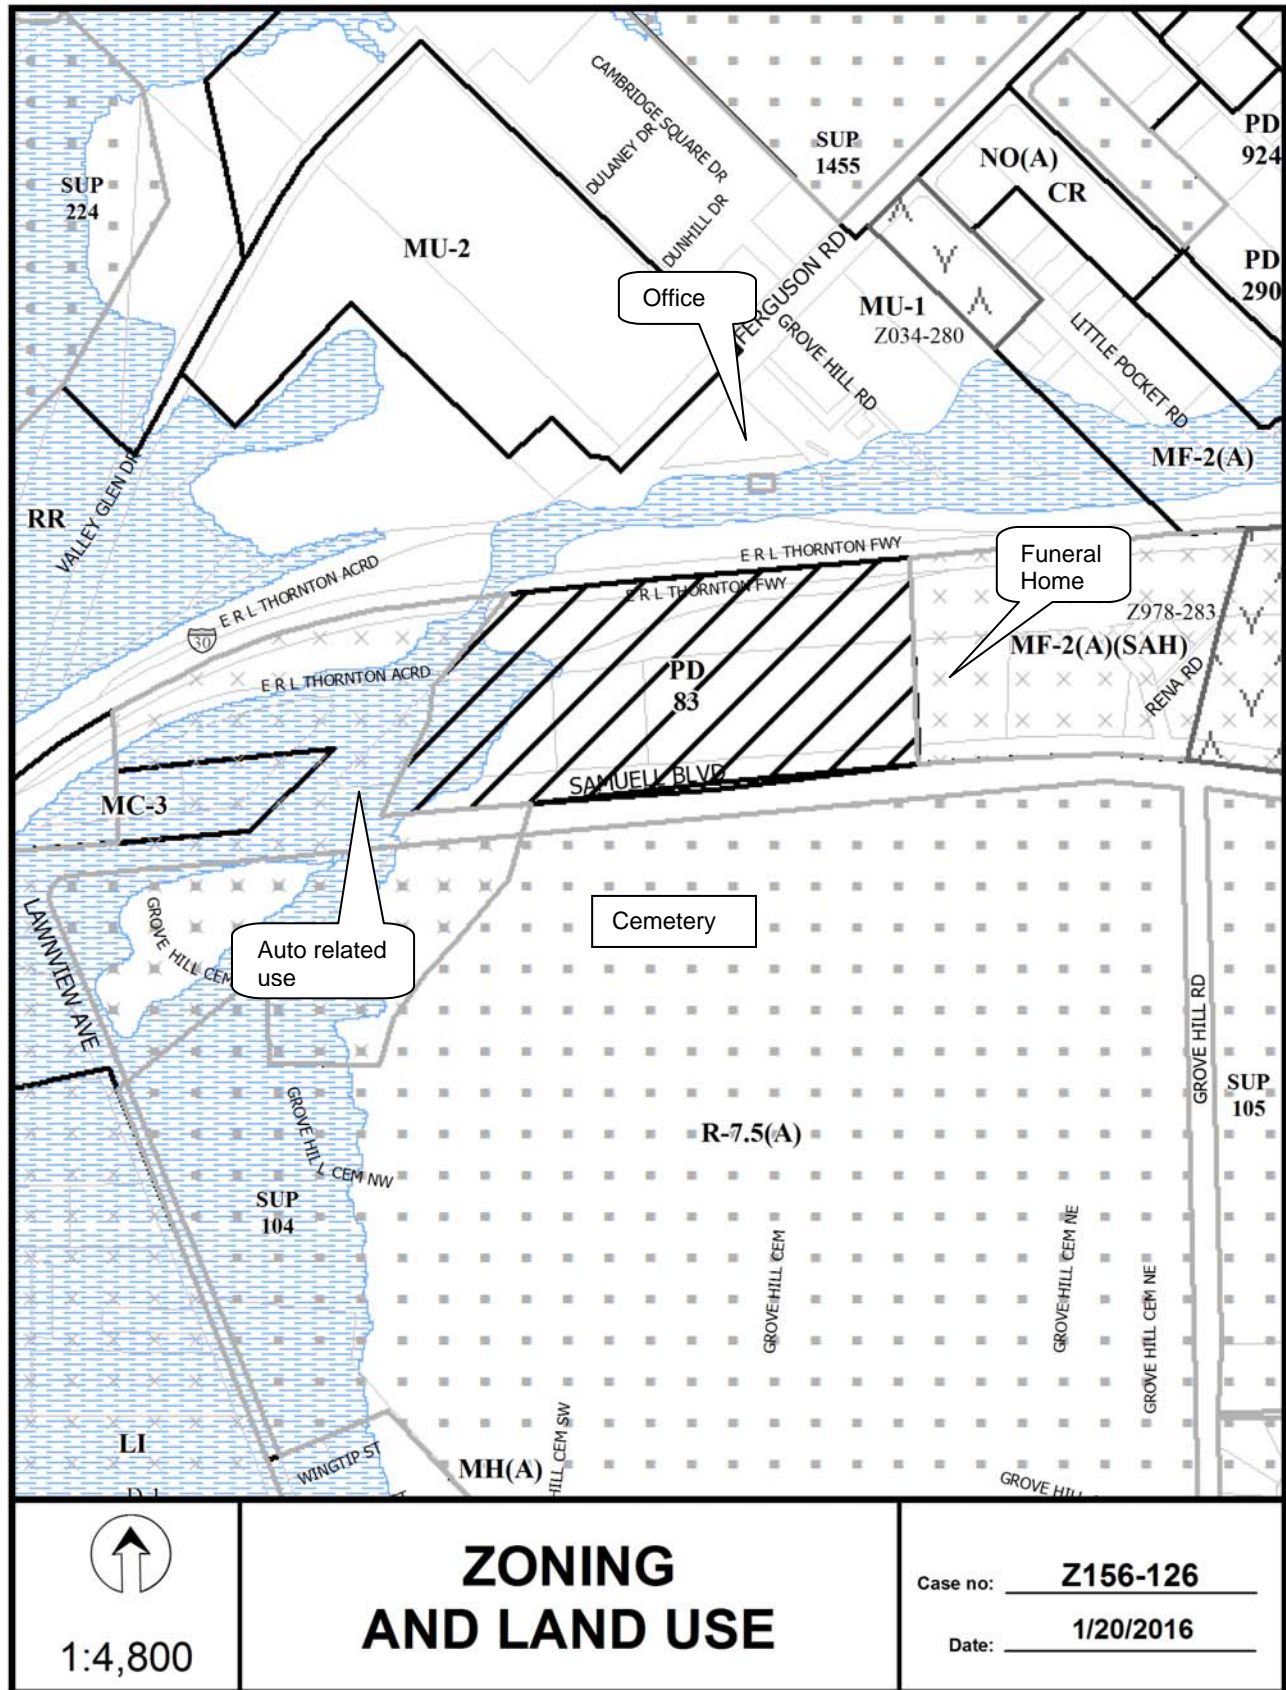 CAMBRIDGE SQUARE DR
DULANEY DR
DUNHILL DR
SUP
1455
NO(A)
CR
PD
924
SUP
224
MU-2
PD
290
Office
FERGUSON RD
GROVE HILL RD
MU-1
Z034-280
LITTLE POCKET RD
MF-2(A)
RR
VALLEY GLEN DR
E R L THORNTON ACRD
30
E R L THORNTON FWY
E R L THORNTON FWY
Funeral
Home
Z978-283
MF-2(A)(SAH)
RENA RD
E R L THORNTON ACRD
PD
83
SAMUELL BLVD
MC-3
Cemetery
LAWNVIEW AVE
GROVE HILL CEM
Auto related
use
GROVE HILL RD
SUP
105
GROVE HILL CEM NW
R-7.5(A)
SUP
104
GROVE HILL CEM
GROVE HILL CEM NE
GROVE HILL CEM NE
LI
D-1
WINGTIP ST
MH(A)
HILL CEM SW
GROVE HILL
1:4,800
ZONING
AND LAND USE
Case no: Z156-126
Date: 1/20/2016